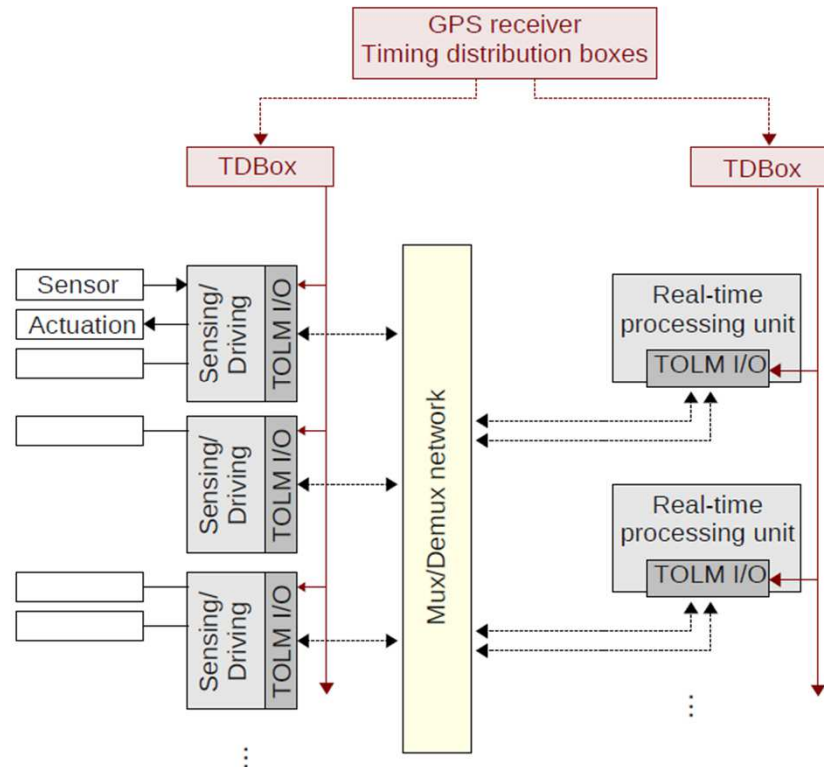 GPS receiver
Timing distribution boxes
TDBox
TDBox
Sensor
Actuation
Sensing/
Driving
TOLM I/O
Sensing/
Driving
TOLM I/O
Sensing/
Driving
TOLM I/O
...
Mux/Demux network
Real-time
processing unit
TOLM I/O
Real-time
processing unit
TOLM I/O
...